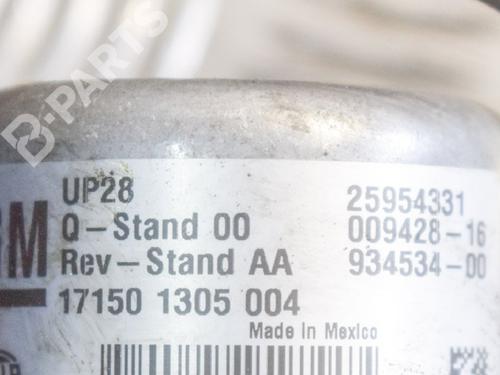 B-PARTS
UP28 25954331
Q-Stand 00 009428-16
M Rev-Stand AA 934534-00
17150 1305 004
Made in Mexico